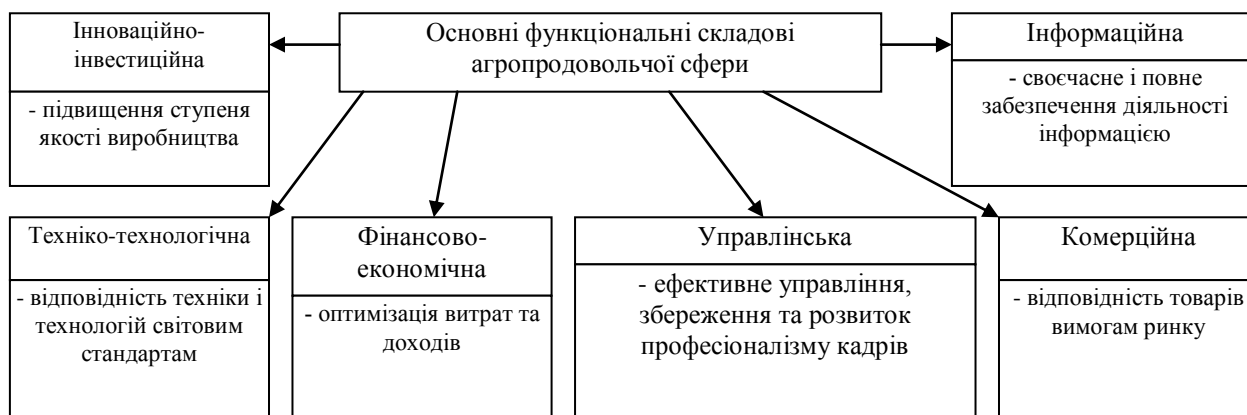 Інноваційно-
інвестиційна
- підвищення ступеня
якості виробництва
Основні функціональні складові
агропродовольчої сфери
Інформаційна
- своєчасне і повне
забезпечення діяльності
інформацією
Техніко-технологічна
- відповідність техніки і
технологій світовим
стандартам
Фінансово-
економічна
- оптимізація витрат та
доходів
Управлінська
- ефективне управління,
збереження та розвиток
професіоналізму кадрів
Комерційна
- відповідність товарів
вимогам ринку